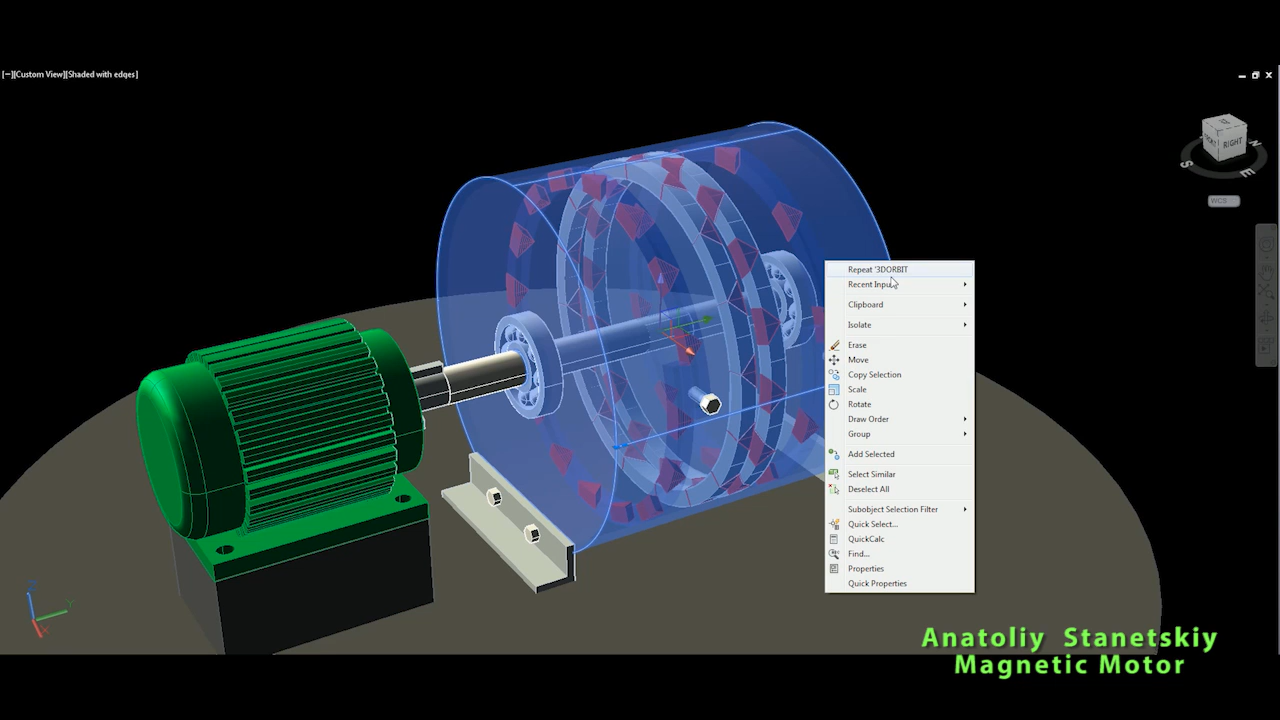 [−][Custom View][Shaded with edges]
TOP
RIGHT
S
E
N
WCS
Repeat '3DORBIT
Recent Inpu
Clipboard
Isolate
Erase
Move
Copy Selection
Scale
Rotate
Draw Order
Group
Add Selected
Select Similar
Deselect All
Subobject Selection Filter
Quick Select...
QuickCalc
Find...
Properties
Quick Properties
Z
Y
X
Anatoliy Stanetskiy
Magnetic Motor